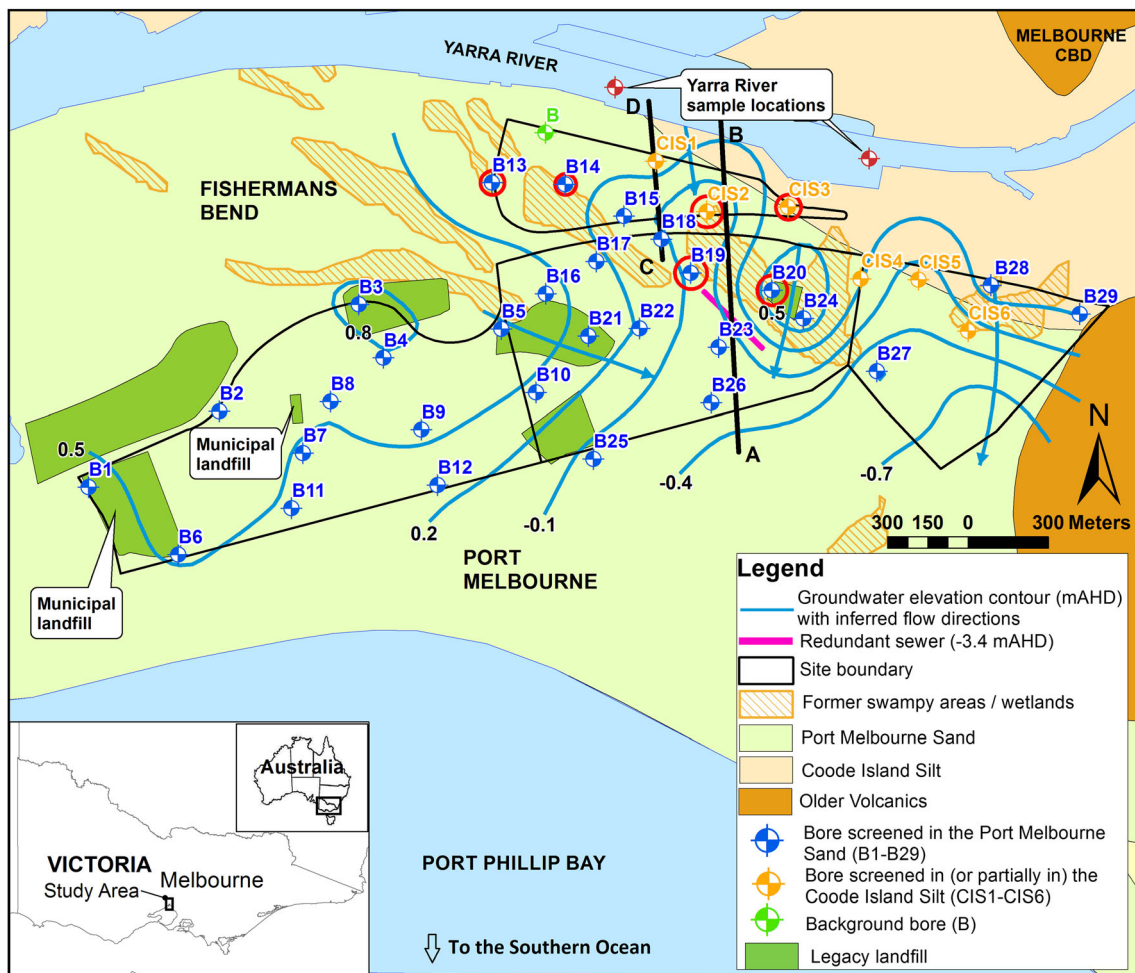 MELBOURNE
CBD
YARRA RIVER
Yarra River
sample locations
D
B
B
CIS1
B13
B14
FISHERMANS
BEND
CIS2
CIS3
B15
B18
C
B17
B19
B16
B20
CIS4
CIS5
B28
B3
B5
B22
B21
0.5
B24
B29
0.8
CIS6
B4
B23
B2
B8
B10
B27
B26
Municipal
landfill
B9
B7
0.5
B1
B25
A
N
B12
-0.4
-0.7
B11
0.2
-0.1
300 150 0 300 Meters
B6
PORT
MELBOURNE
Municipal
landfill
Legend
Groundwater elevation contour (mAHD)
with inferred flow directions
Redundant sewer (-3.4 mAHD)
Site boundary
Former swampy areas / wetlands
Port Melbourne Sand
Coode Island Silt
Older Volcanics
Bore screened in the Port Melbourne
Sand (B1-B29)
Bore screened in (or partially in) the
Coode Island Silt (CIS1-CIS6)
Background bore (B)
Legacy landfill
Australia
VICTORIA
Study Area
Melbourne
PORT PHILLIP BAY
To the Southern Ocean